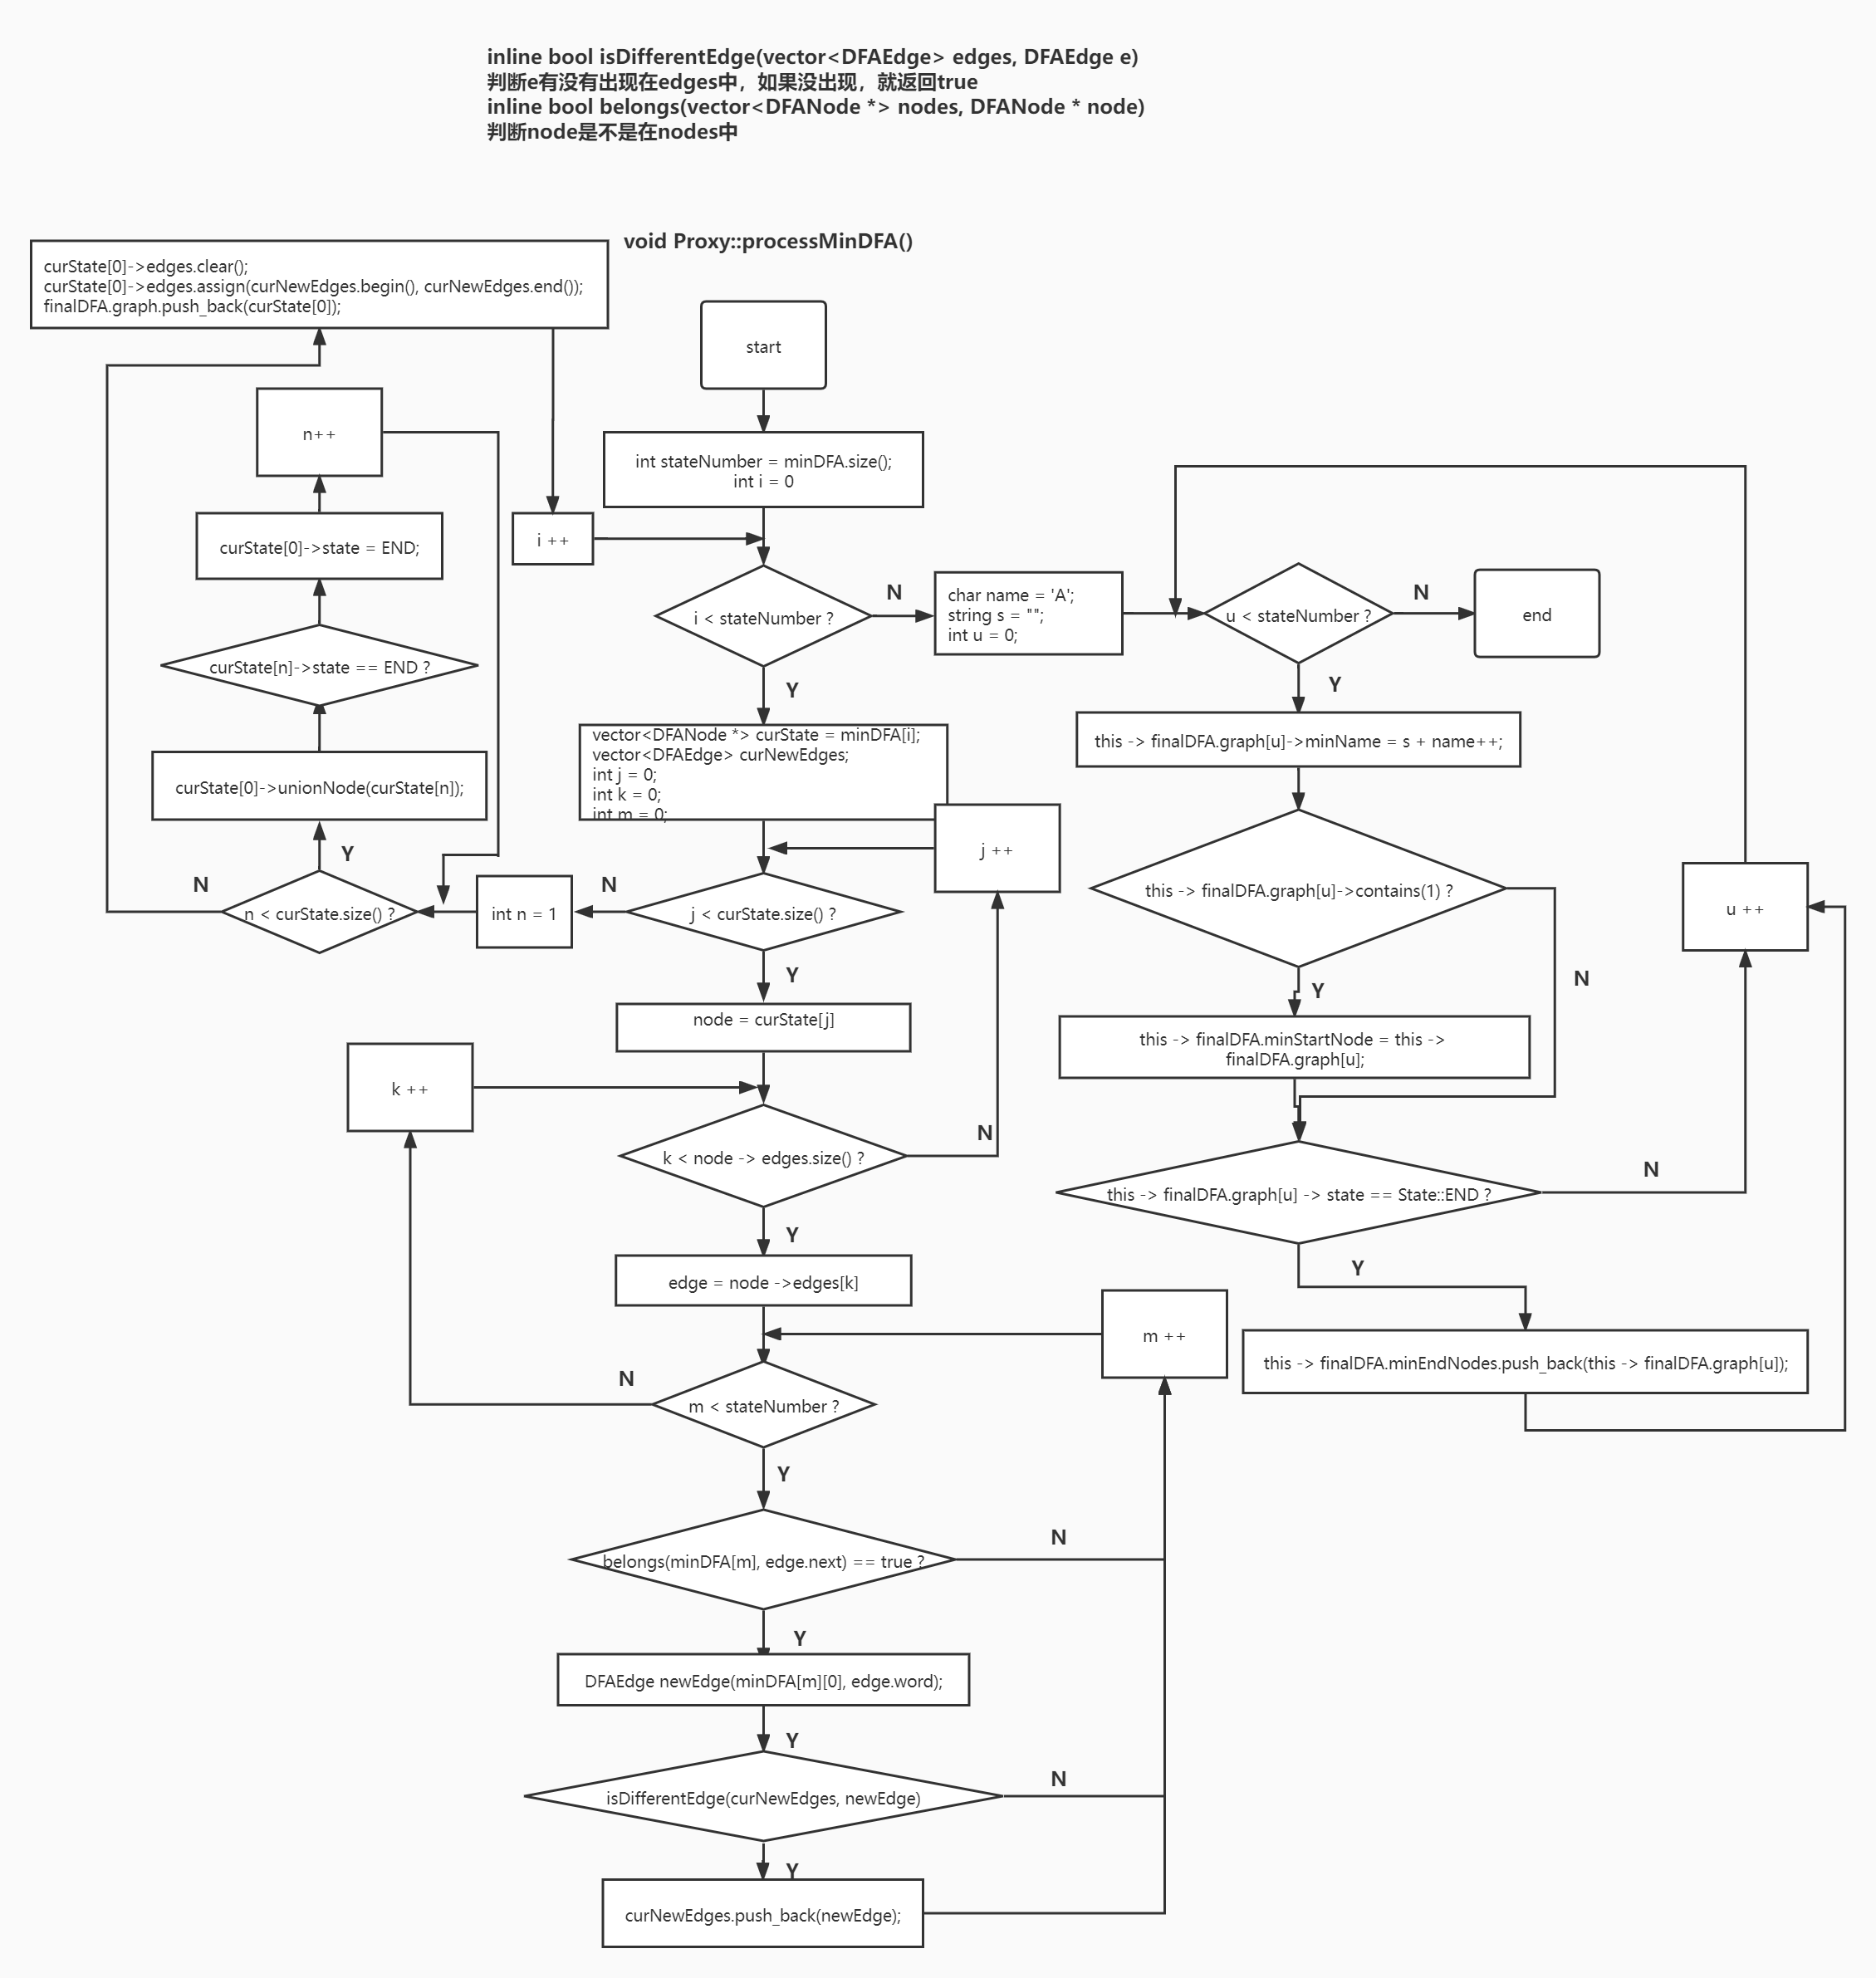 inline bool isDifferentEdge(vector<DFAEdge> edges, DFAEdge e)
判断e有没有出现在edges中，如果没出现，就返回true
inline bool belongs(vector<DFANode *> nodes, DFANode * node)
判断node是不是在nodes中
void Proxy::processMinDFA()
curState[0]->edges.clear();
curState[0]->edges.assign(curNewEdges.begin(), curNewEdges.end());
finalDFA.graph.push_back(curState[0]);
start
n++
int stateNumber = minDFA.size();
int i = 0
curState[0]->state = END;
i ++
i < stateNumber ?
N
char name = 'A';
string s = "";
int u = 0;
u < stateNumber ?
N
end
curState[n]->state == END ?
Y
Y
vector<DFANode *> curState = minDFA[i];
vector<DFAEdge> curNewEdges;
int j = 0;
int k = 0;
int m = 0;
this -> finalDFA.graph[u]->minName = s + name++;
curState[0]->unionNode(curState[n]);
Y
j ++
N
n < curState.size() ?
int n = 1
N
j < curState.size() ?
this -> finalDFA.graph[u]->contains(1) ?
u ++
Y
Y
N
node = curState[j]
this -> finalDFA.minStartNode = this ->
finalDFA.graph[u];
k ++
N
k < node -> edges.size() ?
this -> finalDFA.graph[u] -> state == State::END ?
N
Y
Y
edge = node ->edges[k]
m ++
this -> finalDFA.minEndNodes.push_back(this -> finalDFA.graph[u]);
N
m < stateNumber ?
Y
belongs(minDFA[m], edge.next) == true ?
N
Y
DFAEdge newEdge(minDFA[m][0], edge.word);
Y
isDifferentEdge(curNewEdges, newEdge)
N
Y
curNewEdges.push_back(newEdge);